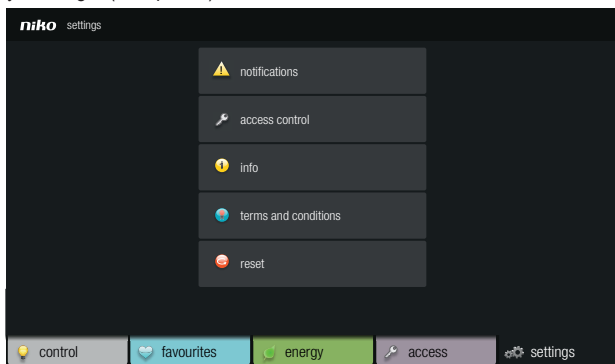 niko settings
notifications
access control
info
terms and conditions
reset
control favourites energy access settings